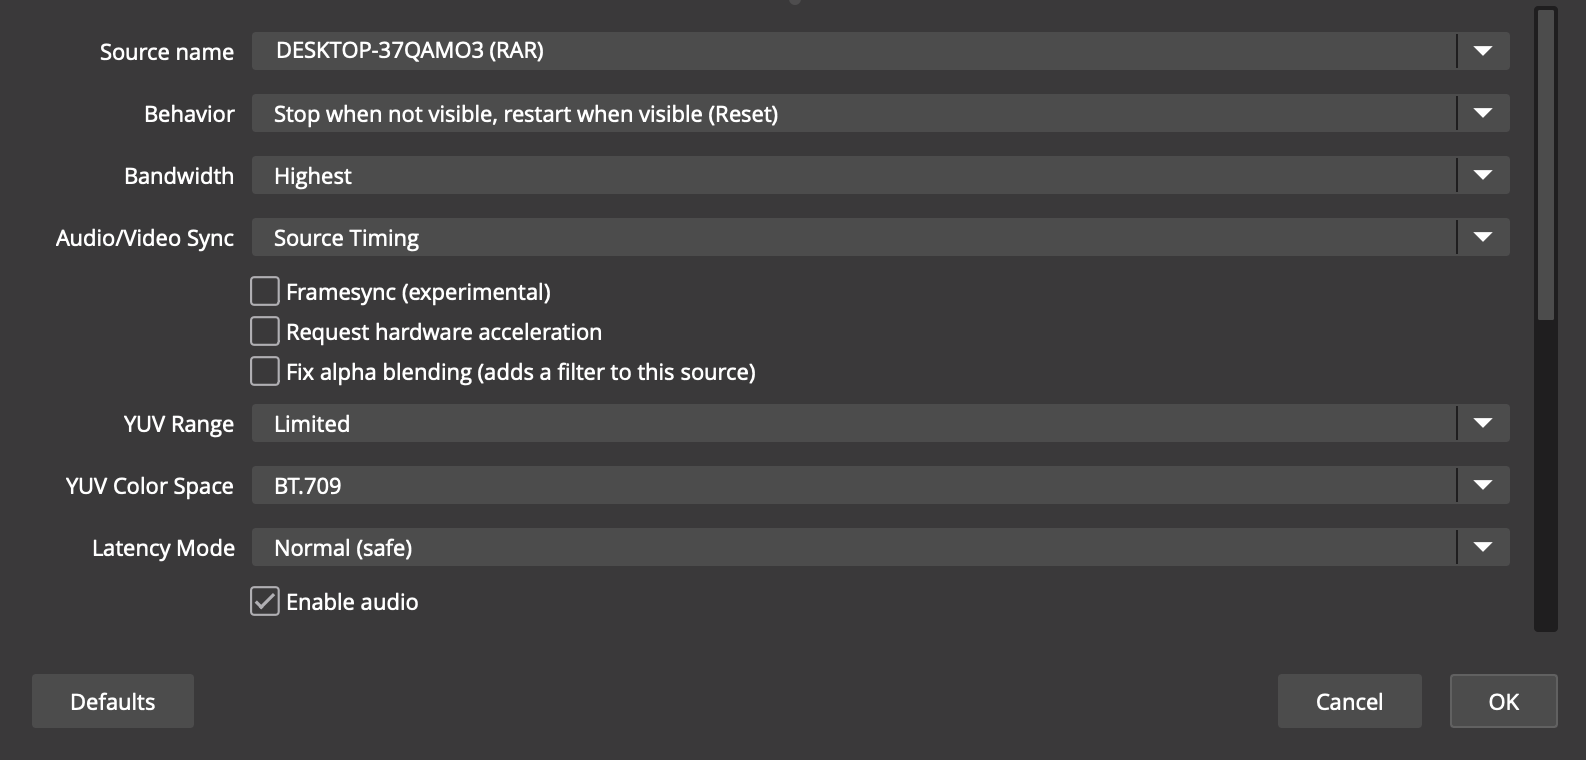 Source name DESKTOP-37QAMO3 (RAR)
Behavior Stop when not visible, restart when visible (Reset)
Bandwidth Highest
Audio/Video Sync Source Timing
Framesync (experimental)
Request hardware acceleration
Fix alpha blending (adds a filter to this source)
YUV Range Limited
YUV Color Space BT.709
Latency Mode Normal (safe)
Enable audio
Defaults Cancel OK